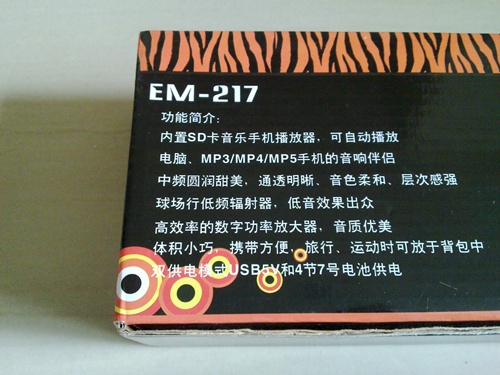 EM-217
功能简介:
内置SD卡音乐手机播放器，可自动播放
电脑、MP3/MP4/MP5手机的音响伴侣
中频圆润甜美、通透明晰、音色柔和、层次感强
球场行低频辐射器，低音效果出众
高效率的数字功率放大器，音质优美
体积小巧，携带方便，旅行、运动时可放于背包中
双供电模式USB5V和4节7号电池供电